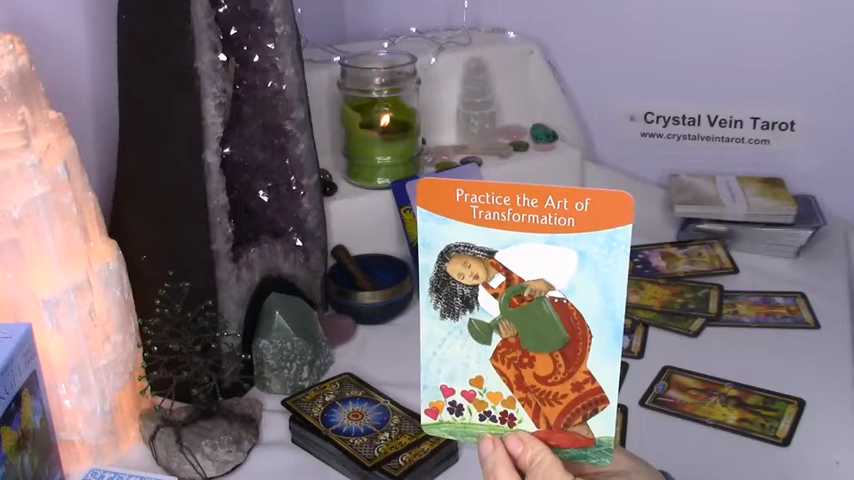 Practice the Art of
Transformation
Crystal Vein Tarot
www.crystalveintarot.com